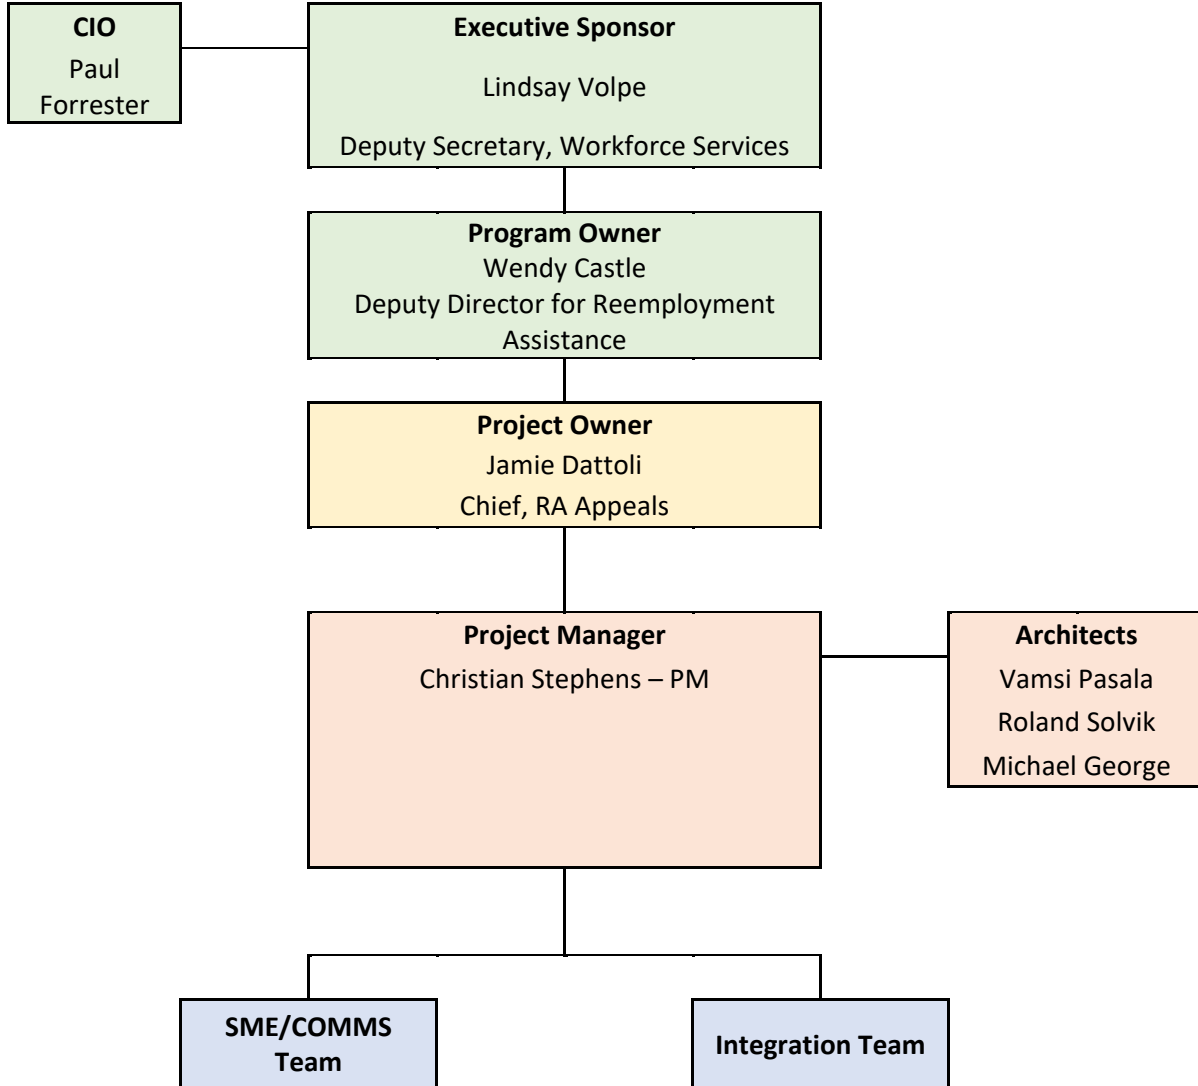 CIO
Paul
Forrester
Executive Sponsor
Lindsay Volpe
Deputy Secretary, Workforce Services
Program Owner
Wendy Castle
Deputy Director for Reemployment
Assistance
Project Owner
Jamie Dattoli
Chief, RA Appeals
Project Manager
Christian Stephens – PM
Architects
Vamsi Pasala
Roland Solvik
Michael George
SME/COMMS
Team
Integration Team